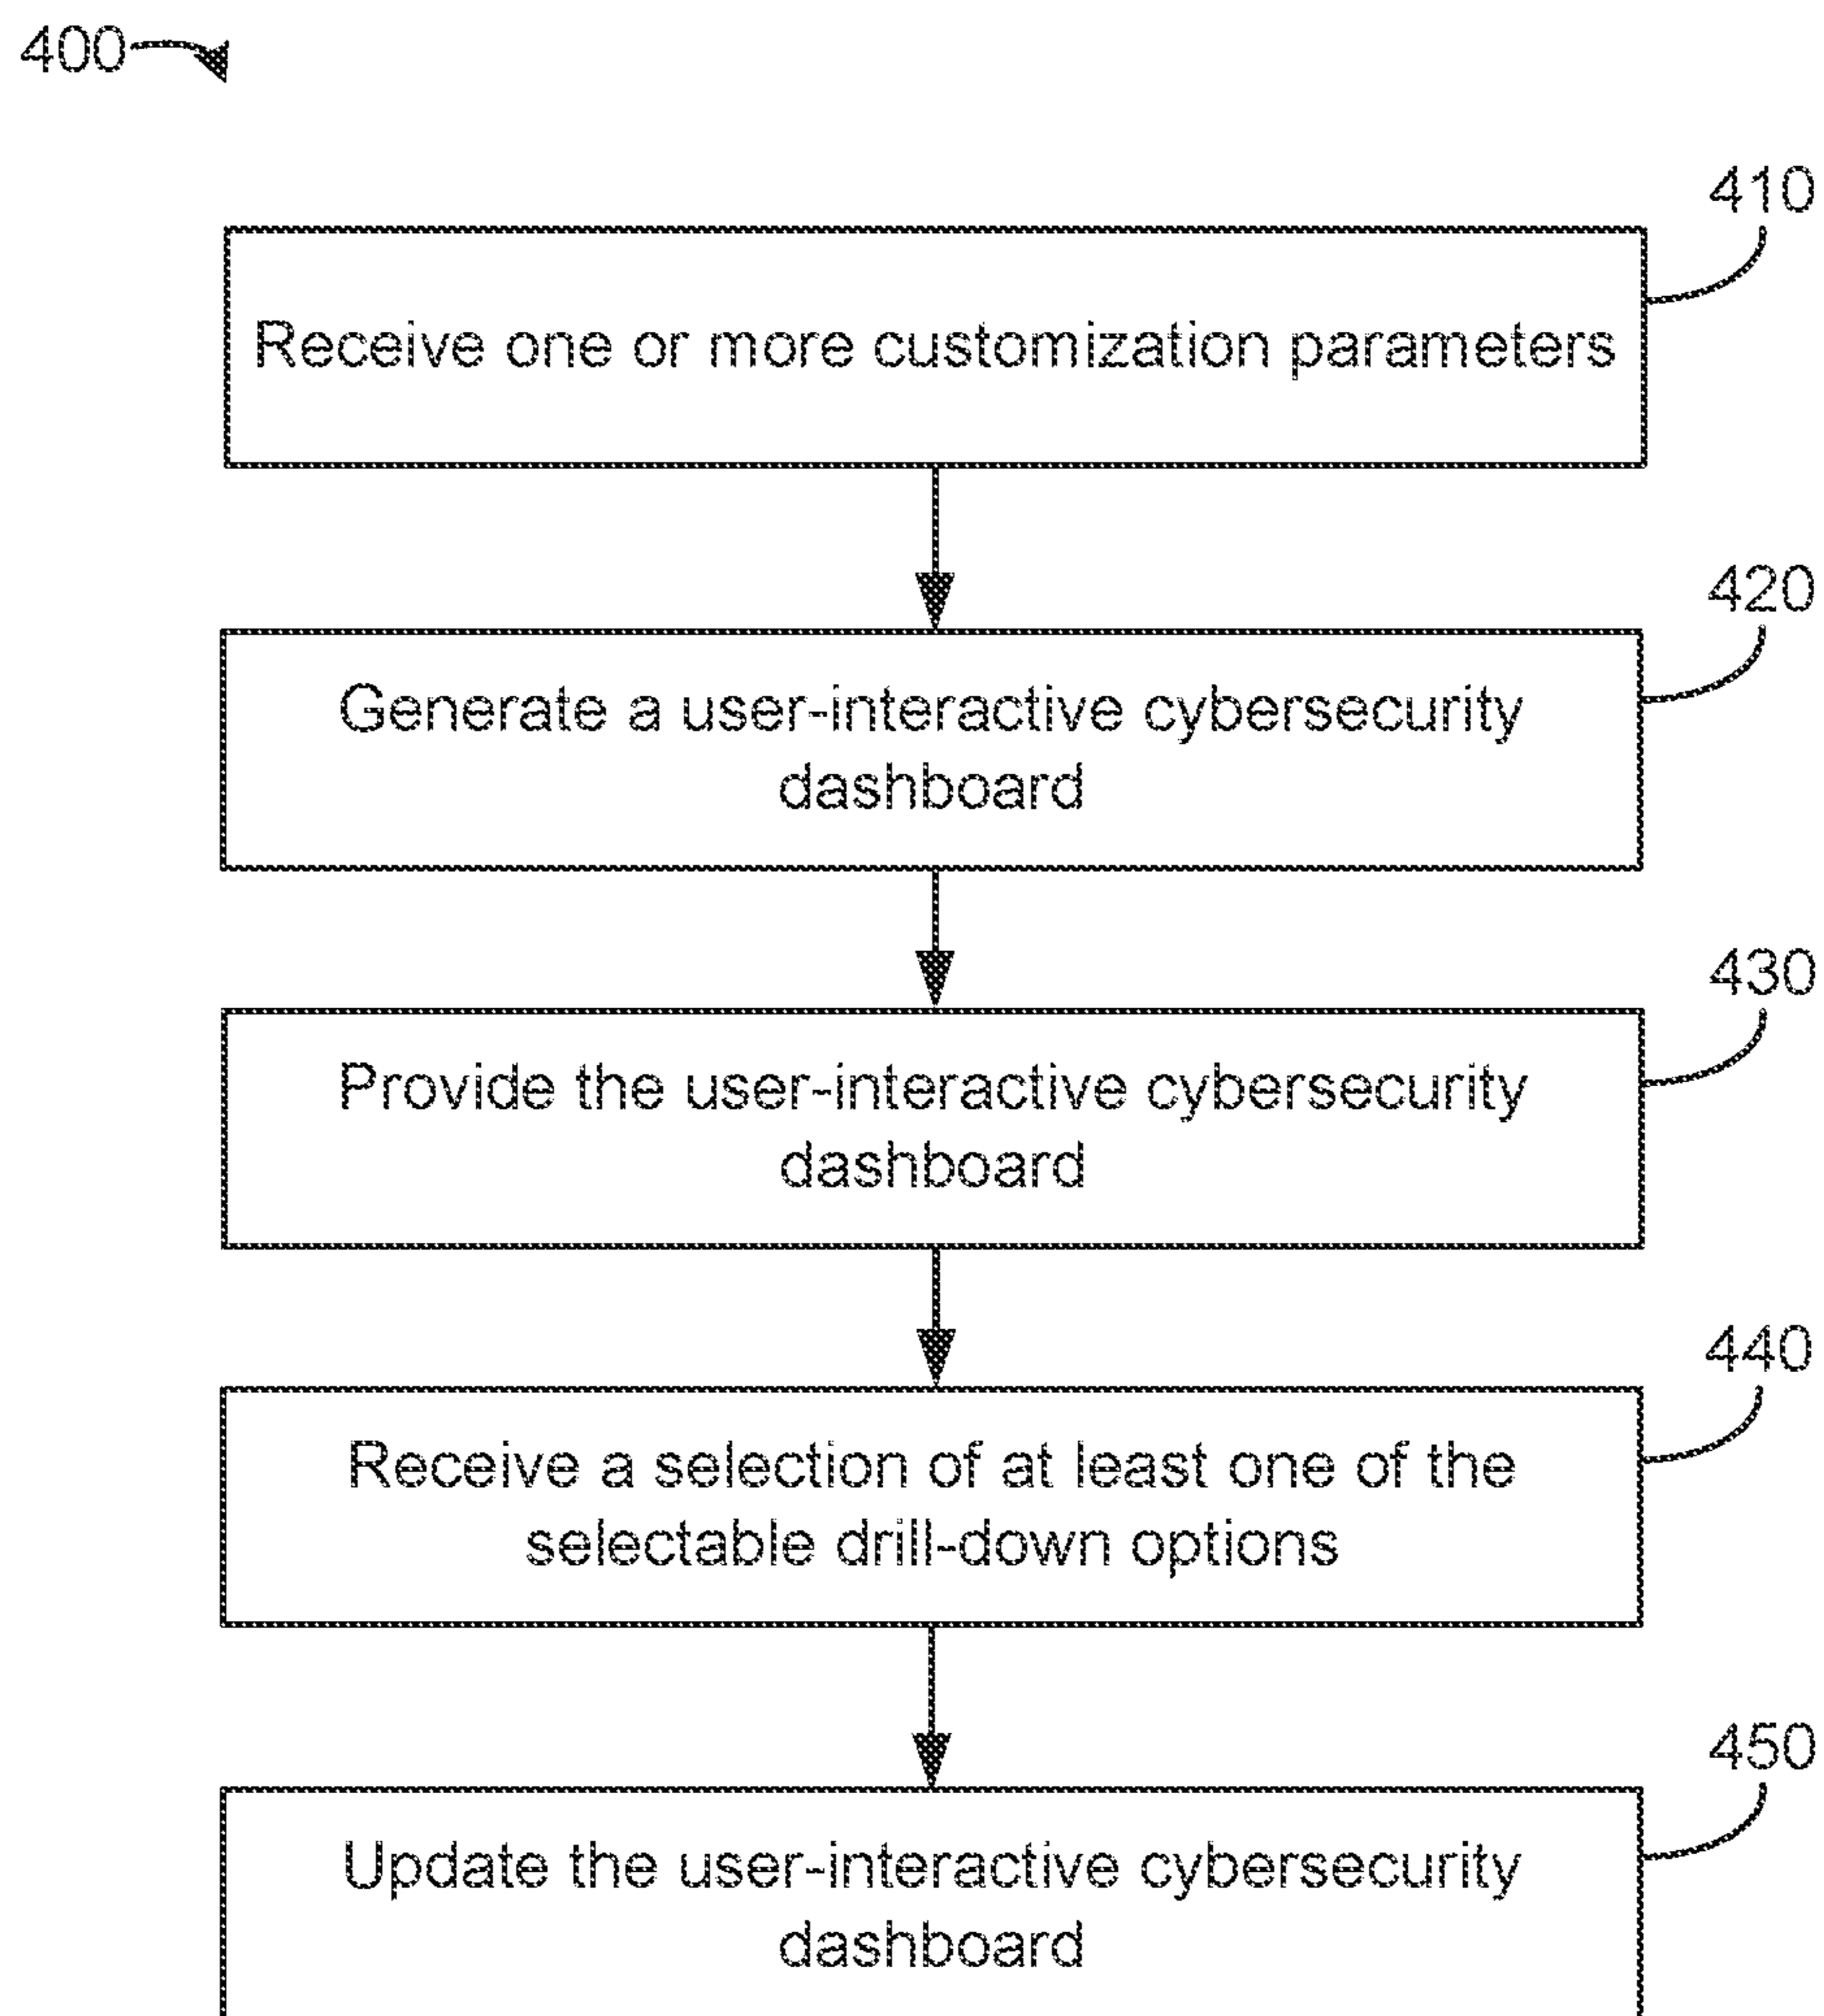 400
410
Receive one or more customization parameters
420
Generate a user-interactive cybersecurity
dashboard
430
Provide the user-interactive cybersecurity
dashboard
440
Receive a selection of at least one of the
selectable drill-down options
450
Update the user-interactive cybersecurity
dashboard